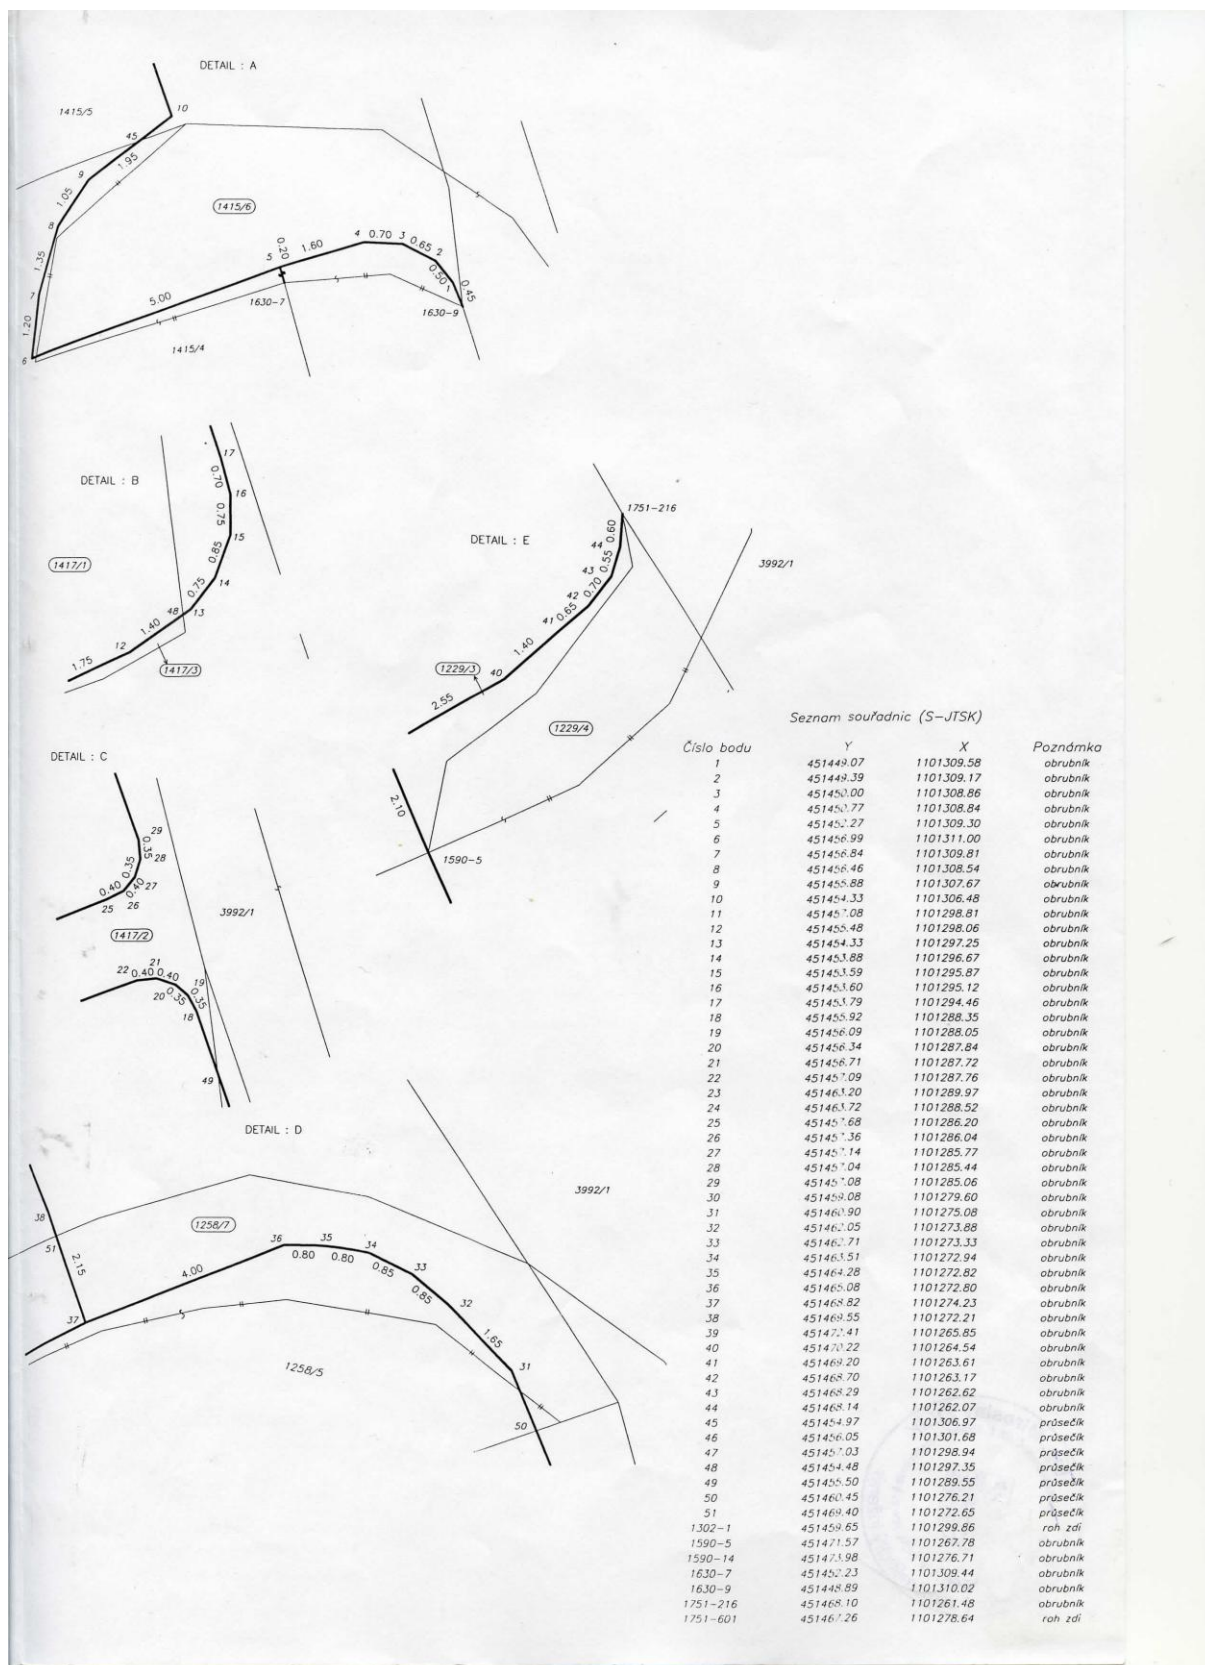 DETAIL : A
10
1415/5
45
1.95
9
1.05
8
1415/6
1.35
7
5
0.20
1.60
4
0.70
3
0.65
2
0.50
1
0.45
5.00
1630-7
1630-9
1.20
6
1415/4
DETAIL : B
17
0.70
16
0.75
15
0.85
14
0.75
13
48
1417/1
1.40
12
1.75
1417/3
DETAIL : E
1751-216
0.60
44
0.55
43
0.70
42
0.65
41
3992/1
1.40
1229/3
40
2.55
1229/4
2.10
1590-5
DETAIL : C
29
0.35
28
0.35
27
0.40
0.40
25
26
3992/1
1417/2
21
22
0.40
0.40
19
20
0.35
0.35
18
49
DETAIL : D
3992/1
38
1258/7
51
36
35
34
0.80
0.80
0.85
33
2.15
4.00
0.85
32
37
1.65
31
1258/5
50
Seznam souřadnic (S-JTSK)
Číslo bodu Y X Poznámka
1 451449.07 1101309.58 obrubník
2 451449.39 1101309.17 obrubník
3 451450.00 1101308.86 obrubník
4 451450.77 1101308.84 obrubník
5 451452.27 1101309.30 obrubník
6 451456.99 1101311.00 obrubník
7 451456.84 1101309.81 obrubník
8 451456.46 1101308.54 obrubník
9 451455.88 1101307.67 obrubník
10 451454.33 1101306.48 obrubník
11 451457.08 1101298.81 obrubník
12 451455.48 1101298.06 obrubník
13 451454.33 1101297.25 obrubník
14 451453.88 1101296.67 obrubník
15 451453.59 1101295.87 obrubník
16 451453.60 1101295.12 obrubník
17 451453.79 1101294.46 obrubník
18 451455.92 1101288.35 obrubník
19 451456.09 1101288.05 obrubník
20 451456.34 1101287.84 obrubník
21 451456.71 1101287.72 obrubník
22 451457.09 1101287.76 obrubník
23 451463.20 1101289.97 obrubník
24 451463.72 1101288.52 obrubník
25 451457.68 1101286.20 obrubník
26 451457.36 1101286.04 obrubník
27 451457.14 1101285.77 obrubník
28 451457.04 1101285.44 obrubník
29 451457.08 1101285.06 obrubník
30 451459.08 1101279.60 obrubník
31 451460.90 1101275.08 obrubník
32 451462.05 1101273.88 obrubník
33 451462.71 1101273.33 obrubník
34 451463.51 1101272.94 obrubník
35 451464.28 1101272.82 obrubník
36 451465.08 1101272.80 obrubník
37 451468.82 1101274.23 obrubník
38 451469.55 1101272.21 obrubník
39 451472.41 1101265.85 obrubník
40 451470.22 1101264.54 obrubník
41 451469.20 1101263.61 obrubník
42 451468.70 1101263.17 obrubník
43 451468.29 1101262.62 obrubník
44 451468.14 1101262.07 obrubník
45 451454.97 1101306.97 průsečík
46 451456.05 1101301.68 průsečík
47 451457.03 1101298.94 průsečík
48 451454.48 1101297.35 průsečík
49 451455.50 1101289.55 průsečík
50 451460.45 1101276.21 průsečík
51 451469.40 1101272.65 průsečík
1302-1 451459.65 1101299.86 roh zdi
1590-5 451471.57 1101267.78 obrubník
1590-14 451473.98 1101276.71 obrubník
1630-7 451452.23 1101309.44 obrubník
1630-9 451448.89 1101310.02 obrubník
1751-216 451468.10 1101261.48 obrubník
1751-601 451467.26 1101278.64 roh zdí